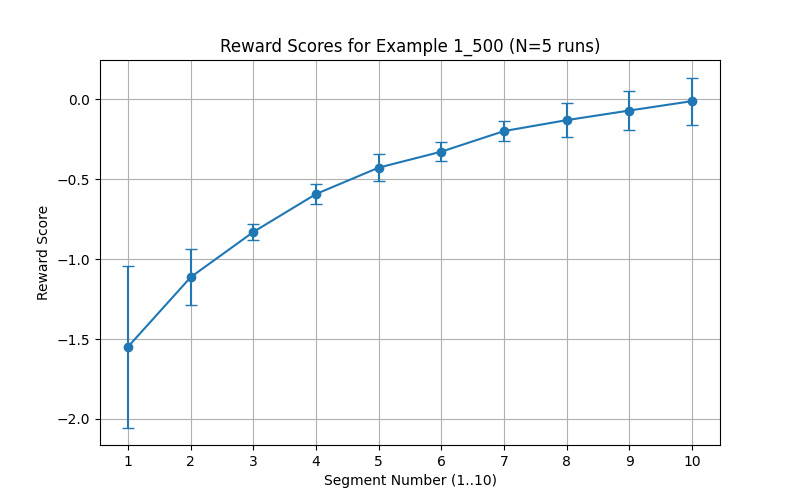 Reward Scores for Example 1_500 (N=5 runs)
Reward Score
0.0
−0.5
−1.0
−1.5
−2.0
1 2 3 4 5 6 7 8 9 10
Segment Number (1..10)